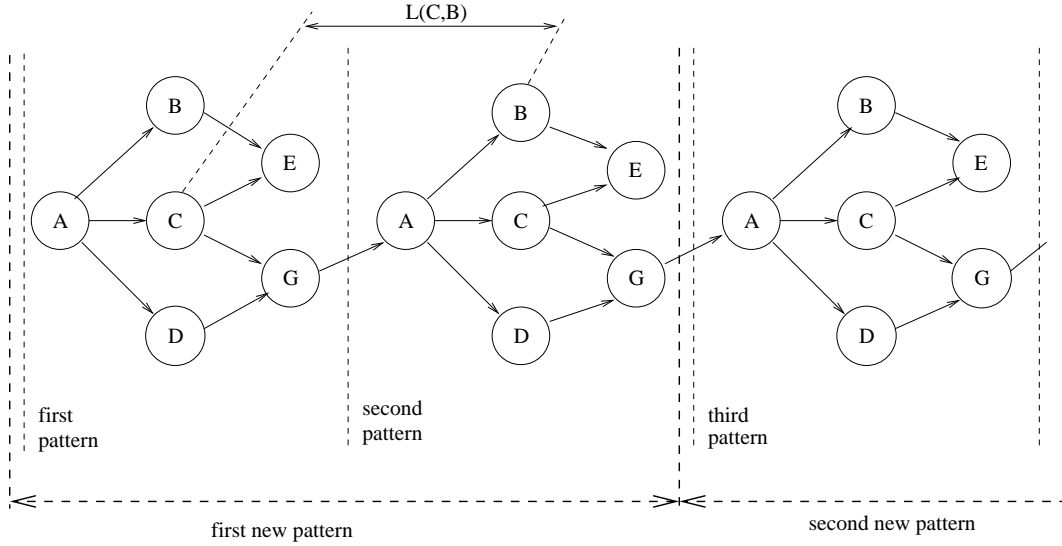 L(C,B)
B
E
A
C
G
D
B
E
A
C
G
D
B
E
A
C
G
D
first
pattern
second
pattern
third
pattern
first new pattern
second new pattern